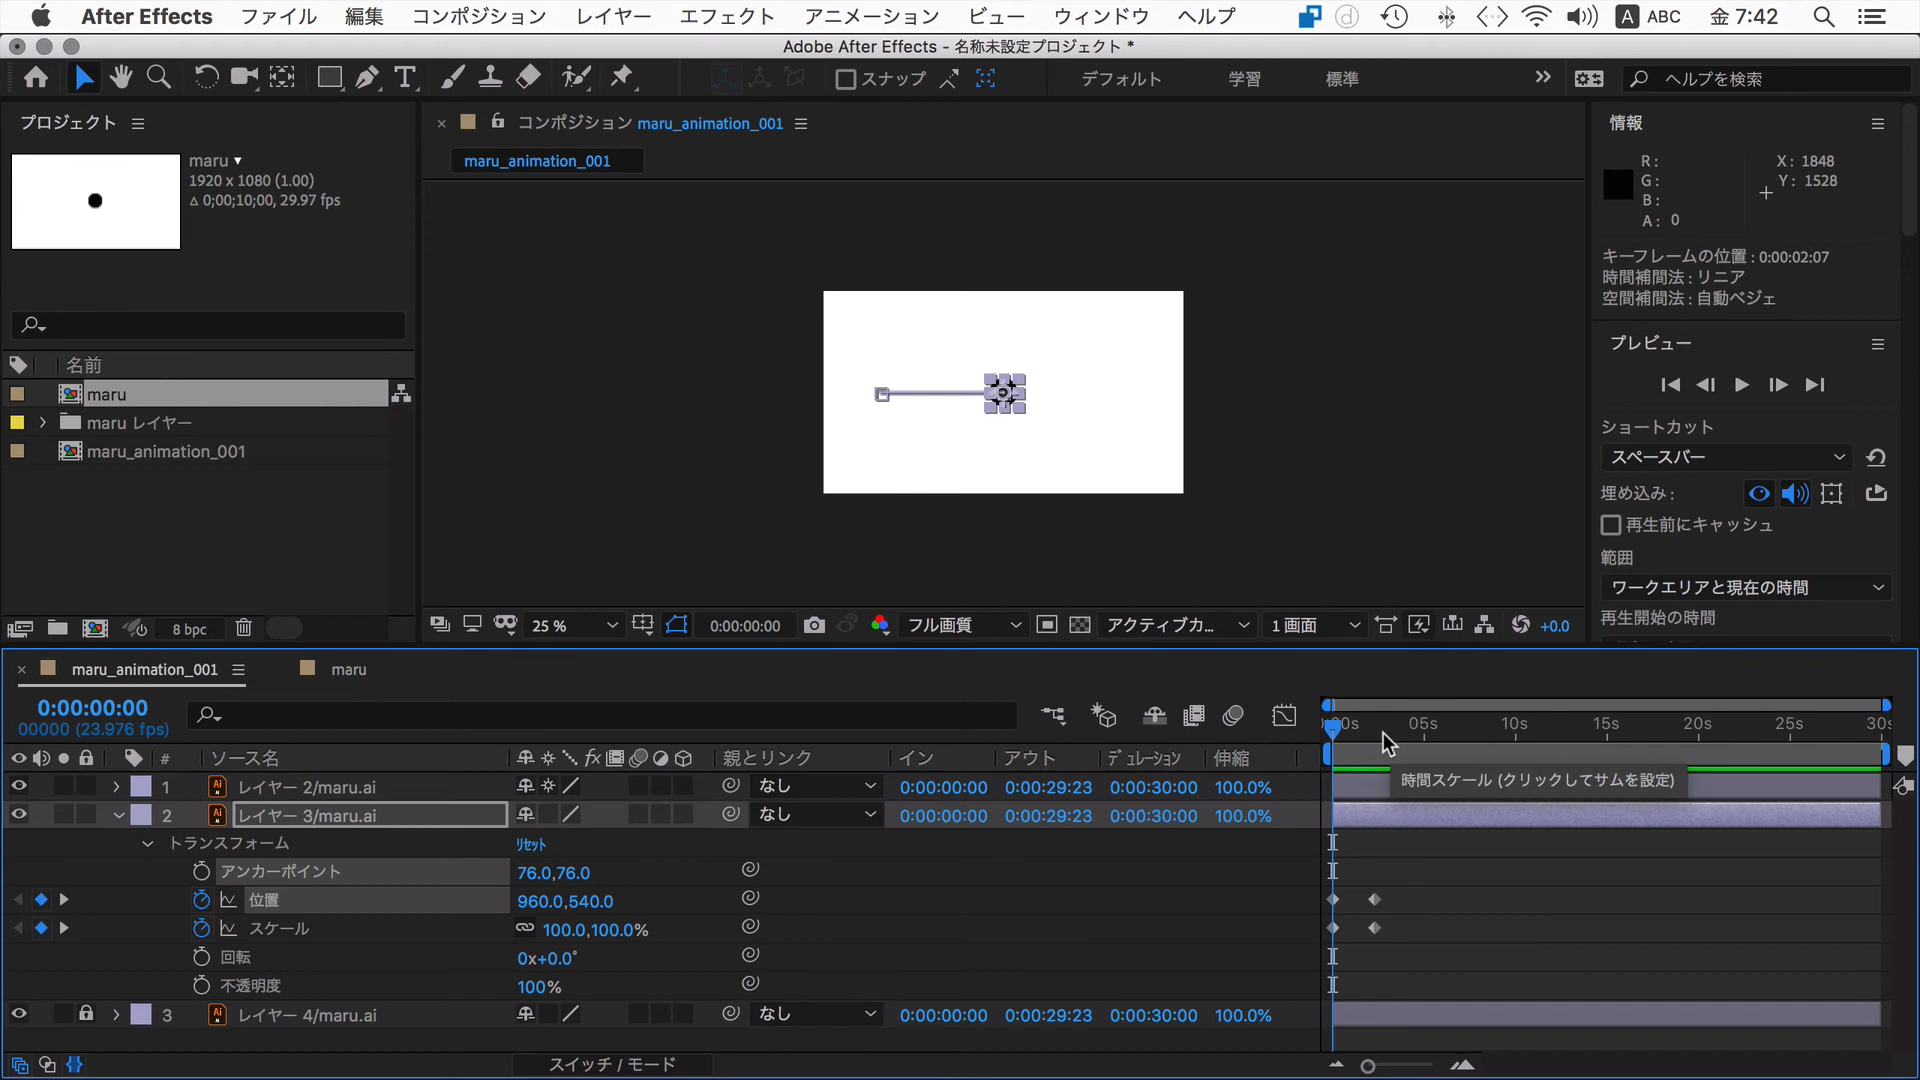 After Effects ファイル 編集 コンポジション レイヤー エフェクト アニメーション ビュー ウィンドウ ヘルプ A ABC 金 7:42
Adobe After Effects - 名称未設定プロジェクト *
スナップ デフォルト 学習 標準 ヘルプを検索
プロジェクト
maru
1920 x 1080 (1.00)
Δ 0;00;10;00, 29.97 fps
名前
maru
maru レイヤー
maru_animation_001
8 bpc
コンポジション maru_animation_001
maru_animation_001
25 % 0:00:00:00 フル画質 アクティブカ... 1 画面 +0.0
情報
R :
G :
B :
A : 0
X : 1848
Y : 1528
キーフレームの位置 : 0:00:02:07
時間補間法 : リニア
空間補間法 : 自動ベジェ
プレビュー
ショートカット
スペースバー
埋め込み :
再生前にキャッシュ
範囲
ワークエリアと現在の時間
再生開始の時間
maru_animation_001 maru
0:00:00:00
00000 (23.976 fps)
05s 10s 15s 20s 25s 30s
# ソース名 fx 親とリンク イン アウト デュレーション 伸縮
1 Ai レイヤー 2/maru.ai なし 0:00:00:00 0:00:29:23 0:00:30:00 100.0%
時間スケール (クリックしてサムを設定)
2 Ai レイヤー 3/maru.ai なし 0:00:00:00 0:00:29:23 0:00:30:00 100.0%
トランスフォーム リセット
アンカーポイント 76.0,76.0
位置 960.0,540.0
スケール 100.0,100.0%
回転 0x+0.0°
不透明度 100%
3 Ai レイヤー 4/maru.ai なし 0:00:00:00 0:00:29:23 0:00:30:00 100.0%
スイッチ / モード